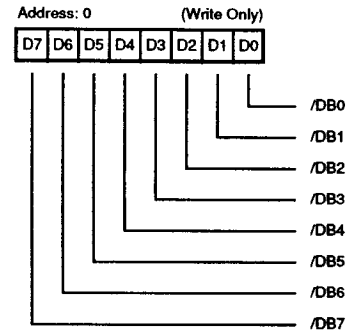 Address: 0 (Write Only)
D7 D6 D5 D4 D3 D2 D1 D0
/DB0
/DB1
/DB2
/DB3
/DB4
/DB5
/DB6
/DB7